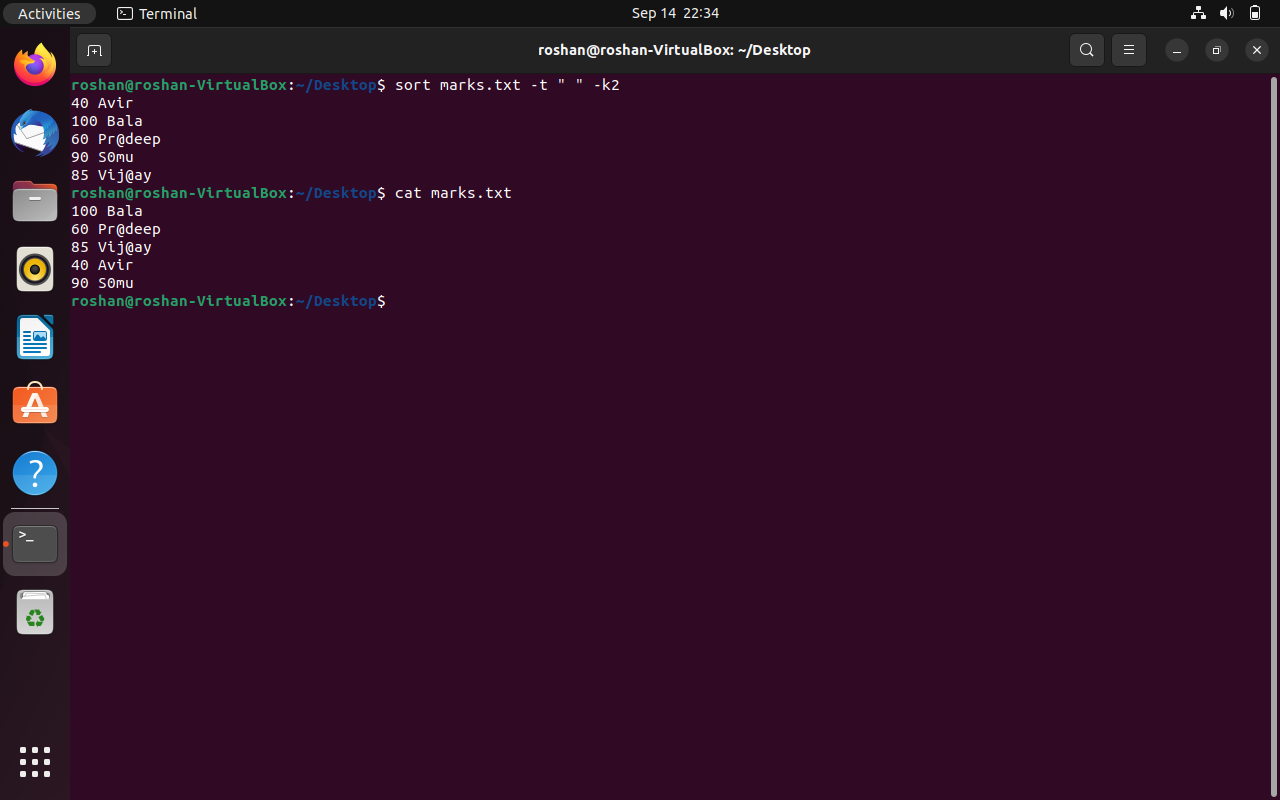 Activities
Terminal
Sep 14 22:34
roshan@roshan-VirtualBox: ~/Desktop
roshan@roshan-VirtualBox:~/Desktop$ sort marks.txt -t " " -k2
40 Avir
100 Bala
60 Pr@deep
90 S0mu
85 Vij@ay
roshan@roshan-VirtualBox:~/Desktop$ cat marks.txt
100 Bala
60 Pr@deep
85 Vij@ay
40 Avir
90 S0mu
roshan@roshan-VirtualBox:~/Desktop$